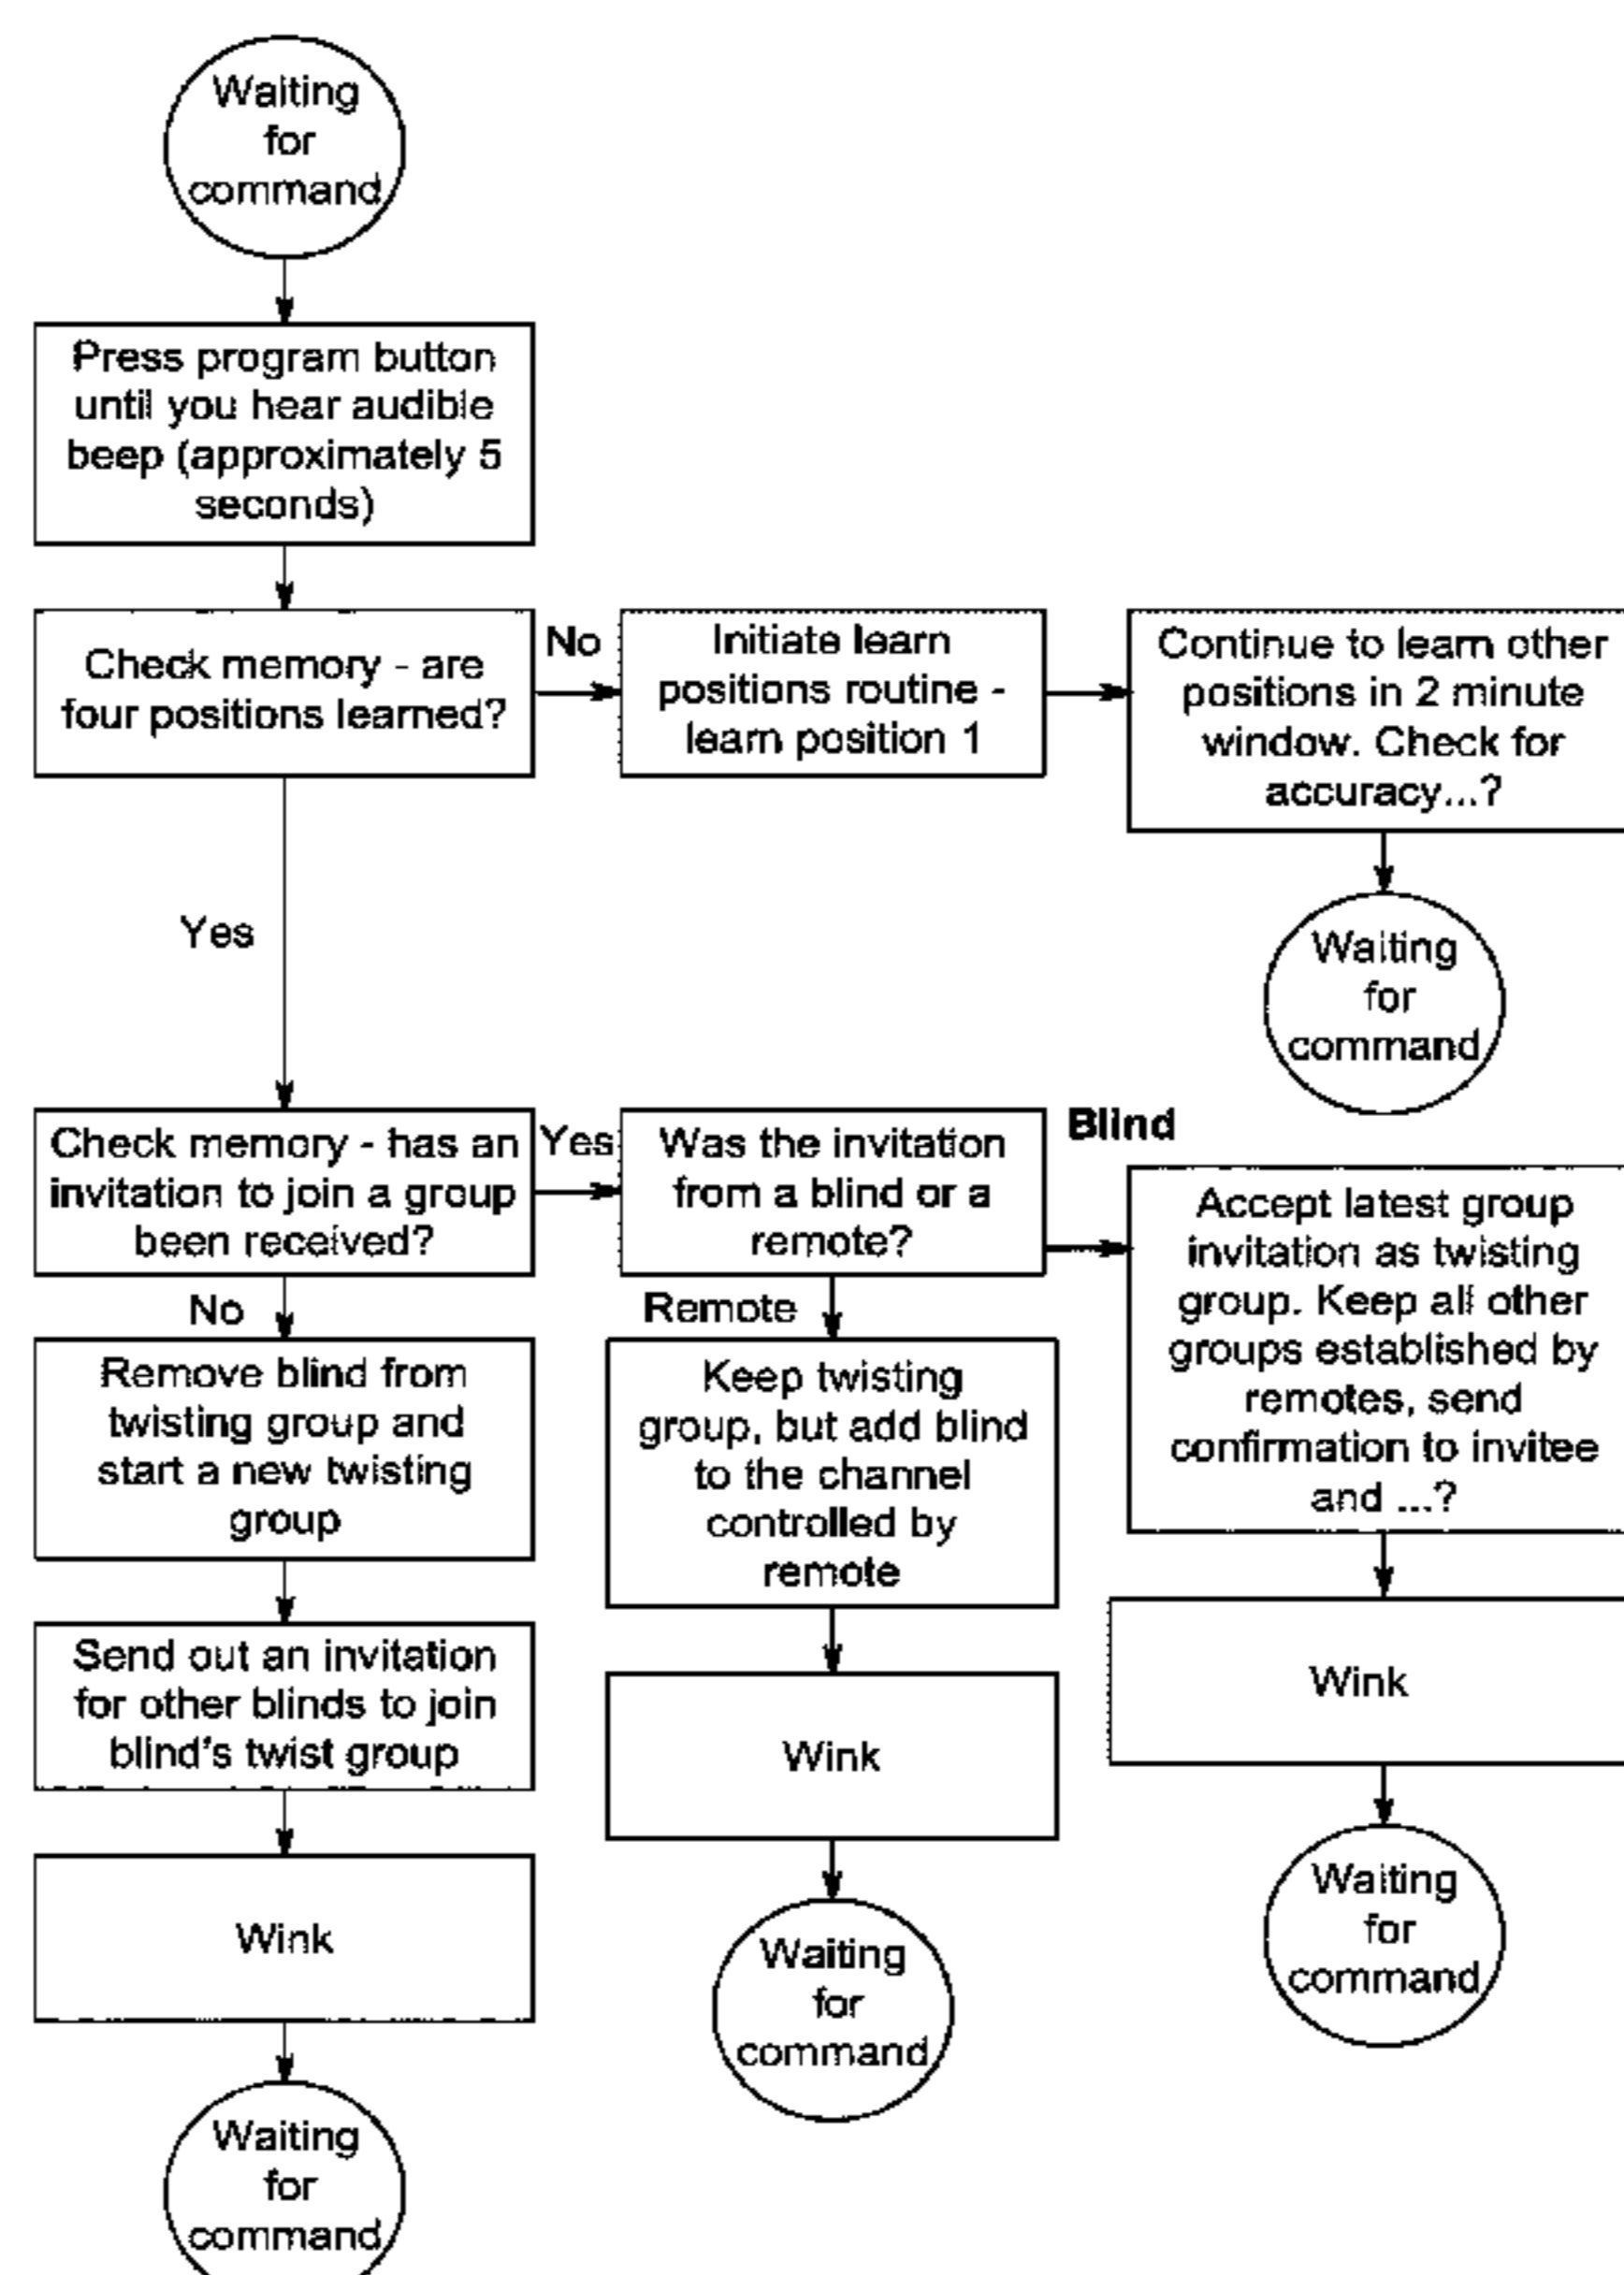 Waiting
for
command
Press program button
until you hear audible
beep (approximately 5
seconds)
Check memory - are
four positions learned?
No
Initiate learn
positions routine -
learn position 1
Continue to learn other
positions in 2 minute
window. Check for
accuracy...?
Waiting
for
command
Yes
Check memory - has an
invitation to join a group
been received?
Yes
Was the invitation
from a blind or a
remote?
Blind
Accept latest group
invitation as twisting
group. Keep all other
groups established by
remotes, send
confirmation to invitee
and ...?
Wink
Waiting
for
command
Remote
Keep twisting
group, but add blind
to the channel
controlled by
remote
Wink
Waiting
for
command
No
Remove blind from
twisting group and
start a new twisting
group
Send out an invitation
for other blinds to join
blind's twist group
Wink
Waiting
for
command